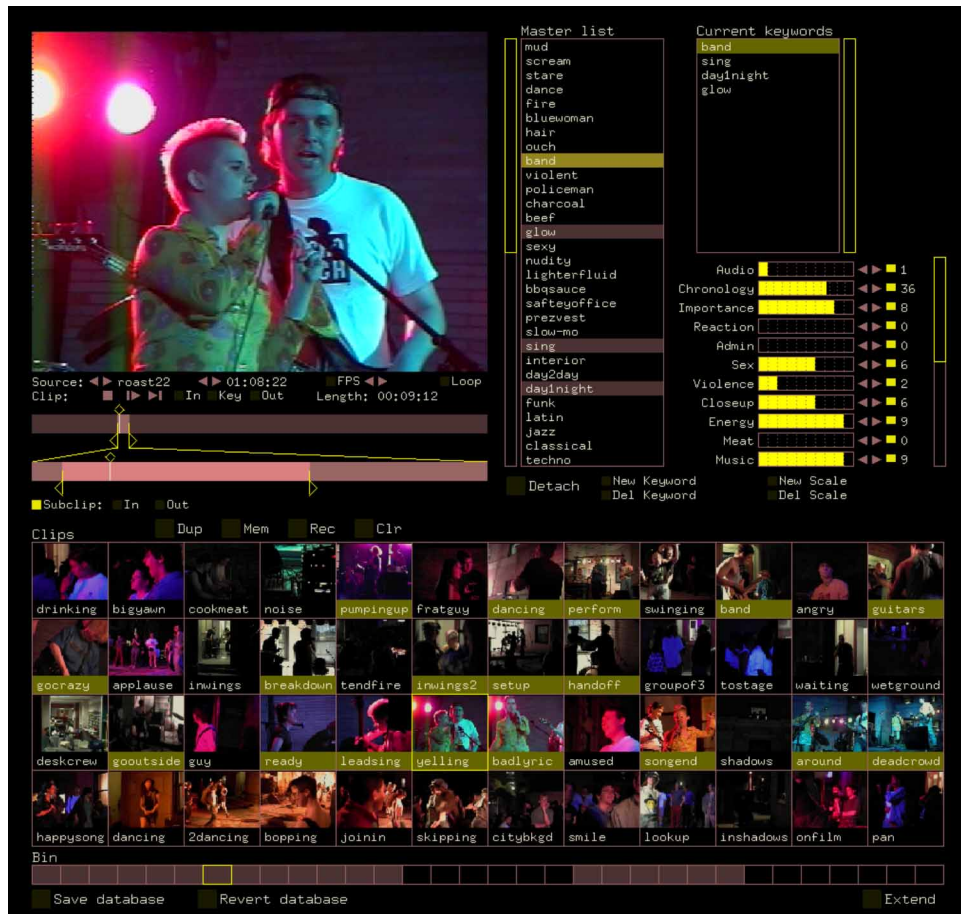 Master list
mud
scream
stare
dance
fire
bluewoman
hair
ouch
band
violent
policeman
charcoal
beef
glow
sexy
nudity
lighterfluid
bbqsauce
safteyoffice
prezvest
slow-mo
sing
interior
day2day
day1night
funk
latin
jazz
classical
techno
Current keywords
band
sing
day1night
glow
Audio 1
Chronology 36
Importance 8
Reaction 0
Admin 0
Sex 6
Violence 2
Closeup 6
Energy 9
Meat 0
Music 9
Source: roast22 01:08:22 FPS Loop
Clip: In Key Out Length: 00:09:12
Subclip: In Out
Detach
New Keyword
Del Keyword
New Scale
Del Scale
Clips Dup Mem Rec Clr
drinking bigyawn cookmeat noise pumpingup fratguy dancing perform swinging band angry guitars
gocrazy applause inwings breakdown tendfire inwings2 setup handoff groupof3 tostage waiting wetground
deskcrew gooutside guy ready leadsing yelling badlyric amused songend shadows around deadcrowd
happysong dancing 2dancing bopping joinin skipping citybkgd smile lookup inshadows onfilm pan
Bin
Save database Revert database Extend